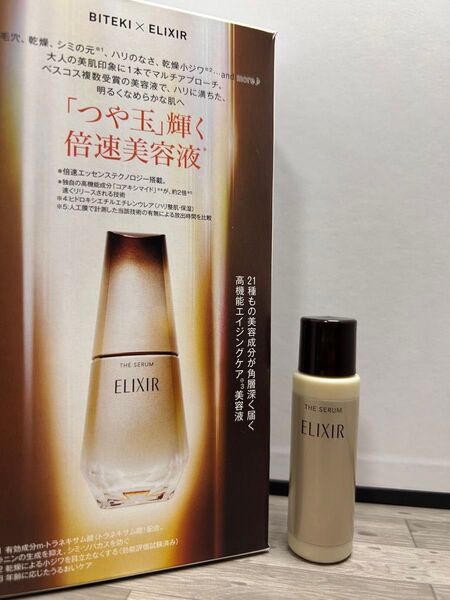 BITEKI×ELIXIR
毛穴、乾燥、シミの元※1、ハリのなさ、乾燥小ジワ※2…and more♪
大人の美肌印象に1本でマルチアプローチ。
ベスコス複数受賞の美容液で、ハリに満ちた、
明るくなめらかな肌へ
「つや玉」輝く
倍速美容液*
*倍速エッセンステクノロジー搭載。
*独自の高機能成分「コアキシマイド」※4が、約2倍※5
速くリリースされる技術
※4:ヒドロキシエチルエチレンウレア(ハリ整肌・保湿)
※5:人工膜で計測した当該技術の有無による放出時間を比較
21種もの美容成分が角層深く届く
高機能エイジングケア※3美容液
THE SERUM
ELIXIR
1 有効成分m-トラネキサム酸(トラネキサム酸)配合。
ラニンの生成を抑え、シミ・ソバカスを防ぐ
2 乾燥による小ジワを目立たなくする(効能評価試験済み)
3 年齢に応じたうるおいケア
THE SERUM
ELIXIR